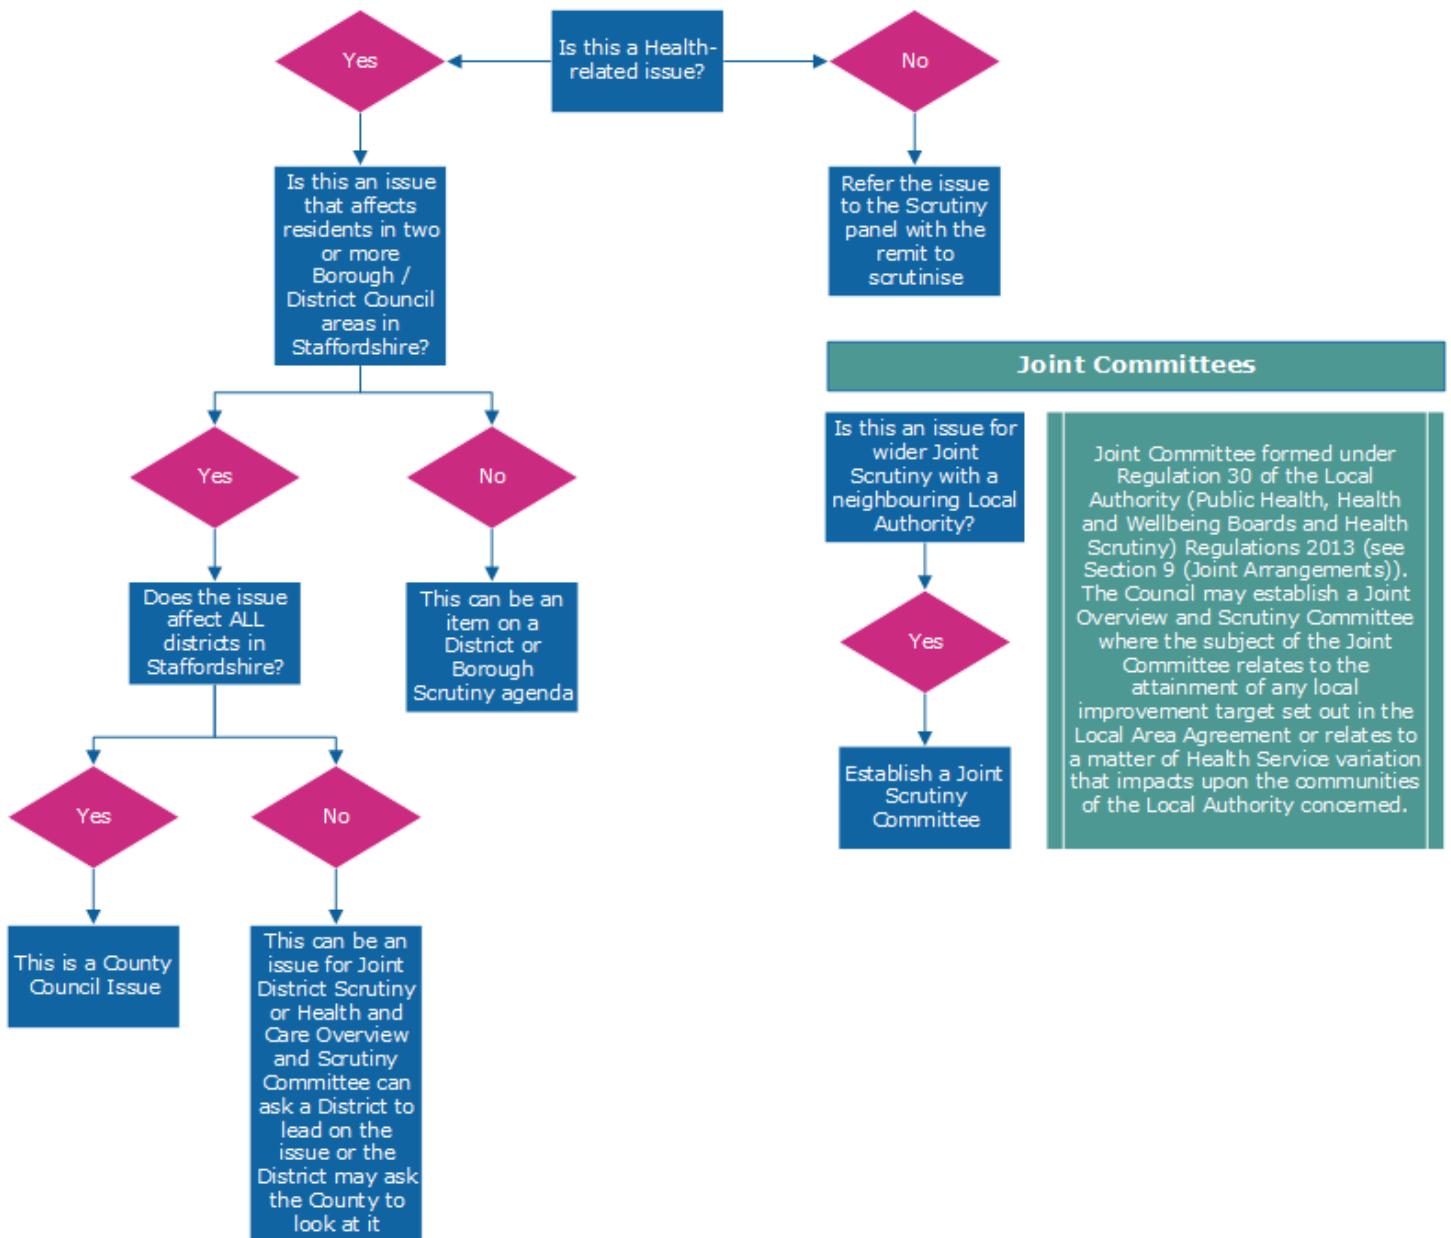 Is this a Health-
related issue?
Yes
No
Is this an issue
that affects
residents in two
or more
Borough /
District Council
areas in
Staffordshire?
Refer the issue
to the Scrutiny
panel with the
remit to
scrutinise
Yes
No
Does the issue
affect ALL
districts in
Staffordshire?
This can be an
item on a
District or
Borough
Scrutiny agenda
Yes
No
This is a County
Council Issue
This can be an
issue for Joint
District Scrutiny
or Health and
Care Overview
and Scrutiny
Committee can
ask a District to
lead on the
issue or the
District may ask
the County to
look at it
Joint Committees
Is this an issue for
wider Joint
Scrutiny with a
neighbouring Local
Authority?
Yes
Establish a Joint
Scrutiny
Committee
Joint Committee formed under
Regulation 30 of the Local
Authority (Public Health, Health
and Wellbeing Boards and Health
Scrutiny) Regulations 2013 (see
Section 9 (Joint Arrangements)).
The Council may establish a Joint
Overview and Scrutiny Committee
where the subject of the Joint
Committee relates to the
attainment of any local
improvement target set out in the
Local Area Agreement or relates to
a matter of Health Service variation
that impacts upon the communities
of the Local Authority concerned.